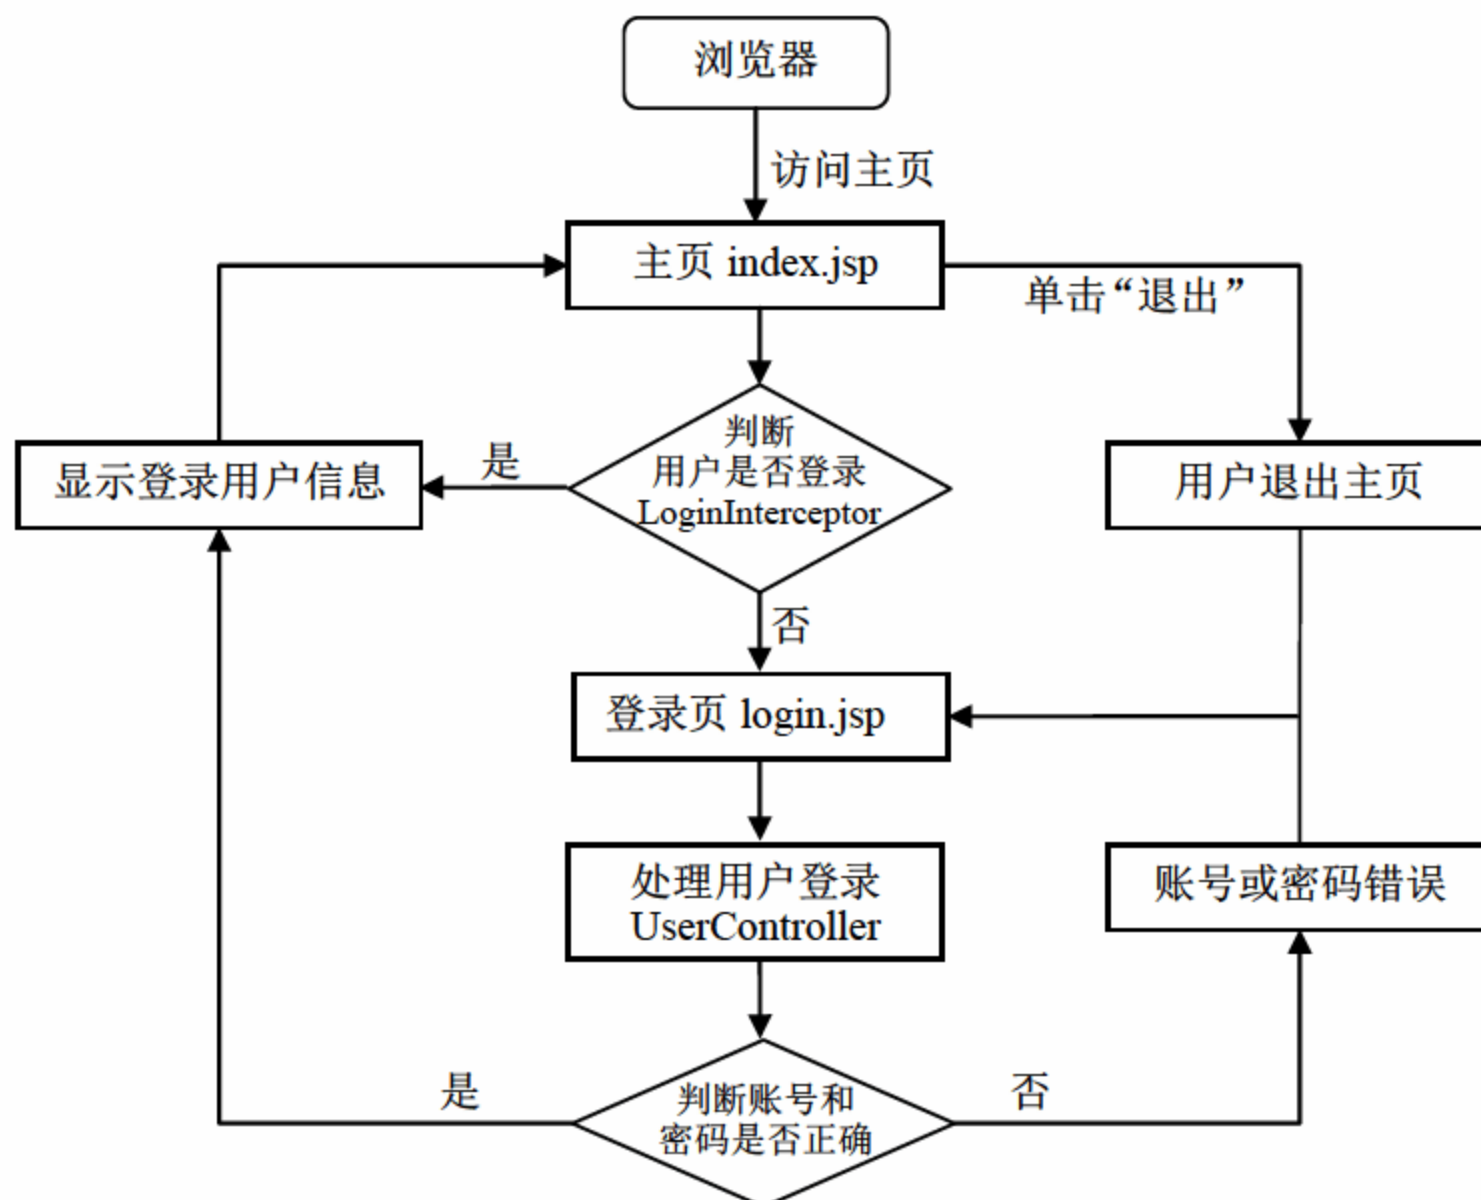 浏览器
访问主页
主页 index.jsp
单击“退出”
判断
用户是否登录
LoginInterceptor
是
显示登录用户信息
用户退出主页
否
登录页 login.jsp
处理用户登录
UserController
账号或密码错误
是
判断账号和
密码是否正确
否